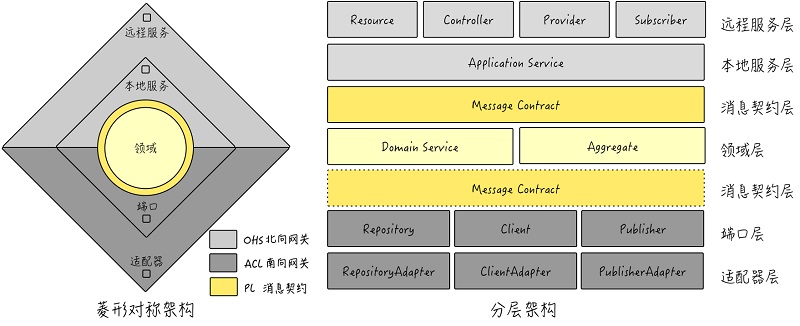 远程服务
本地服务
领域
端口
适配器
OHS 北向网关
ACL 南向网关
PL 消息契约
菱形对称架构
Resource
Controller
Provider
Subscriber
远程服务层
Application Service
本地服务层
Message Contract
消息契约层
Domain Service
Aggregate
领域层
Message Contract
消息契约层
Repository
Client
Publisher
端口层
RepositoryAdapter
ClientAdapter
PublisherAdapter
适配器层
分层架构